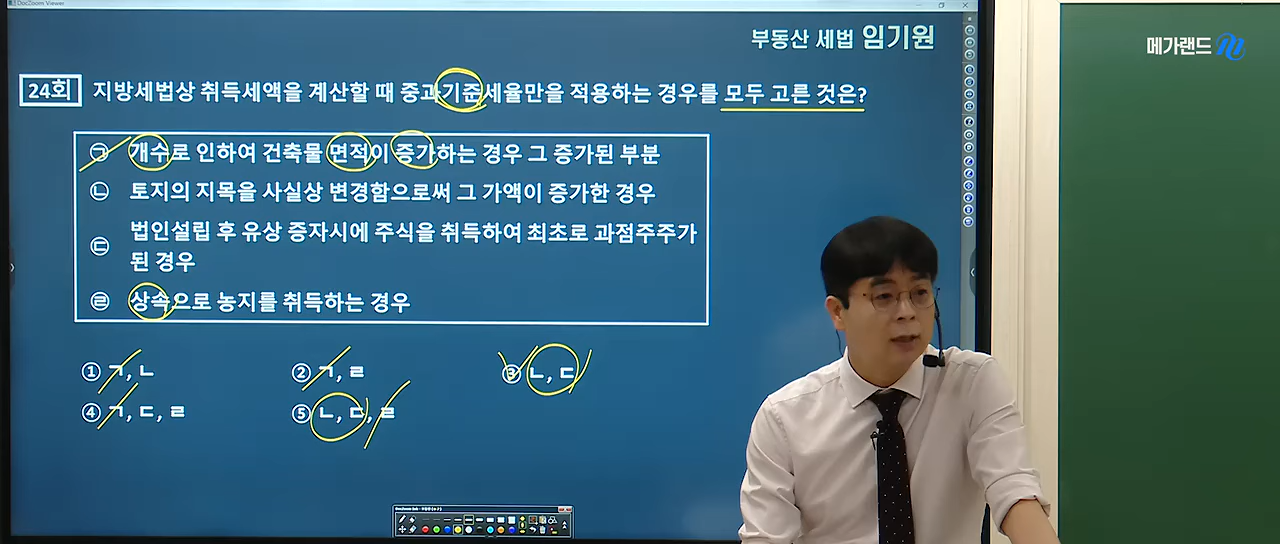 DocZoom Viewer
부동산 세법 임기원
메가랜드
24회 지방세법상 취득세액을 계산할 때 중과기준세율만을 적용하는 경우를 모두 고른 것은?
㉠ 개수로 인하여 건축물 면적이 증가하는 경우 그 증가된 부분
㉡ 토지의 지목을 사실상 변경함으로써 그 가액이 증가한 경우
㉢ 법인설립 후 유상 증자시에 주식을 취득하여 최초로 과점주주가
된 경우
㉣ 상속으로 농지를 취득하는 경우
① ㄱ, ㄴ ② ㄱ, ㄹ ③ ㄴ, ㄷ
④ ㄱ, ㄷ, ㄹ ⑤ ㄴ, ㄷ, ㄹ